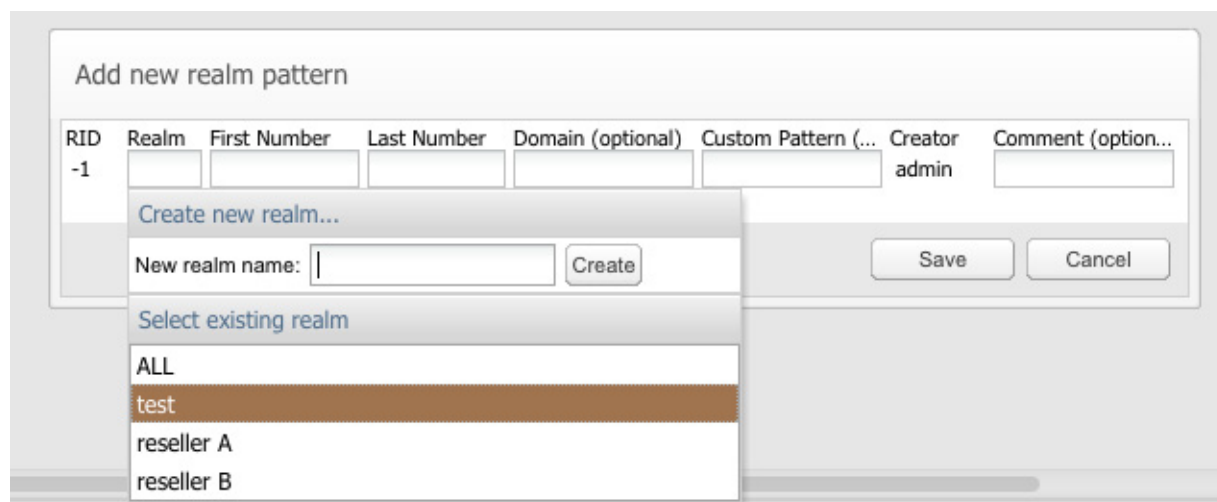 Add new realm pattern
RID Realm First Number Last Number Domain (optional) Custom Pattern (... Creator Comment (option...
-1 admin
Create new realm...
New realm name: Create
Save Cancel
Select existing realm
ALL
test
reseller A
reseller B